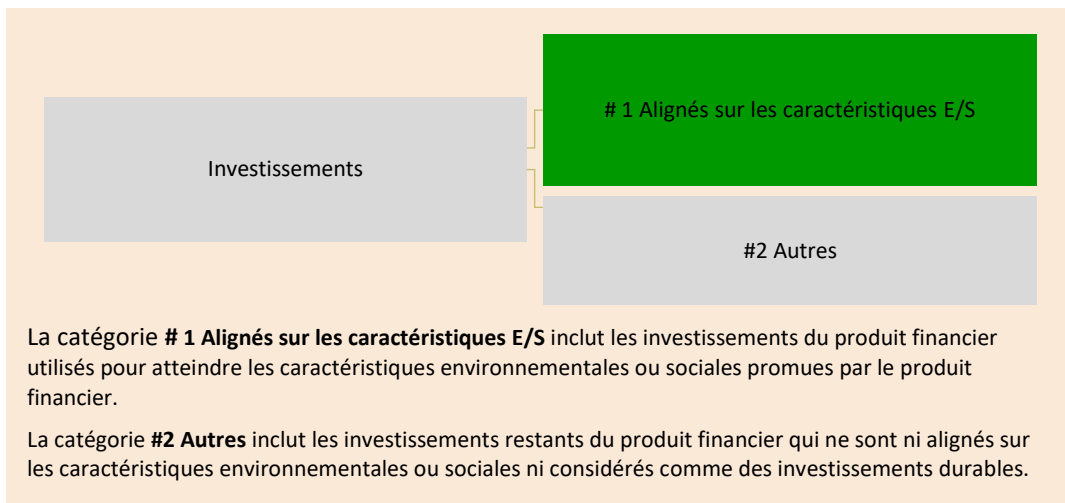 # 1 Alignés sur les caractéristiques E/S
Investissements
#2 Autres
La catégorie # 1 Alignés sur les caractéristiques E/S inclut les investissements du produit financier
utilisés pour atteindre les caractéristiques environnementales ou sociales promues par le produit
financier.
La catégorie #2 Autres inclut les investissements restants du produit financier qui ne sont ni alignés sur
les caractéristiques environnementales ou sociales ni considérés comme des investissements durables.